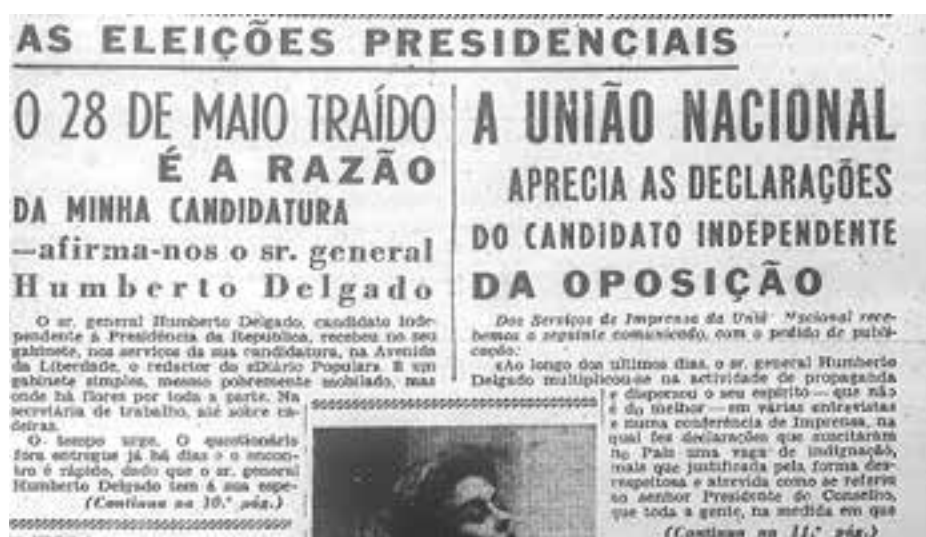 AS ELEIÇÕES PRESIDENCIAIS
O 28 DE MAIO TRAÍDO
É A RAZÃO
DA MINHA CANDIDATURA
—afirma-nos o sr. general
Humberto Delgado
O sr. general Humberto Delgado, candidato inde-
pendente à Presidência da República, recebeu no seu
gabinete, nos serviços da sua candidatura, na Avenida
da Liberdade, o redactor do «Diário Popular». É um
gabinete simples, mesmo pobremente mobilado, mas
onde há flores por toda a parte. Na
secretária de trabalho, até sobre ca-
deiras.
O tempo urge. O questionário
fora entregue já há dias e o encon-
tro é rápido, dado que o sr. general
Humberto Delgado tem à sua espe-
(Continua na 10.ª pág.)
A UNIÃO NACIONAL
APRECIA AS DECLARAÇÕES
DO CANDIDATO INDEPENDENTE
DA OPOSIÇÃO
Dos Serviços de Imprensa da União Nacional rece-
bemos o seguinte comunicado, com o pedido de publi-
cação:
«Ao longo dos últimos dias, o sr. general Humberto
Delgado multiplicou-se na actividade de propaganda
e dispersou o seu espírito — que não
é do melhor — em várias entrevistas
e numa conferência de Imprensa, na
qual fez declarações que suscitaram
no País uma vaga de indignação,
mais que justificada pela forma des-
respeitosa e atrevida como se referiu
ao senhor Presidente do Conselho,
que toda a gente, na medida em que
(Continua na 11.ª pág.)